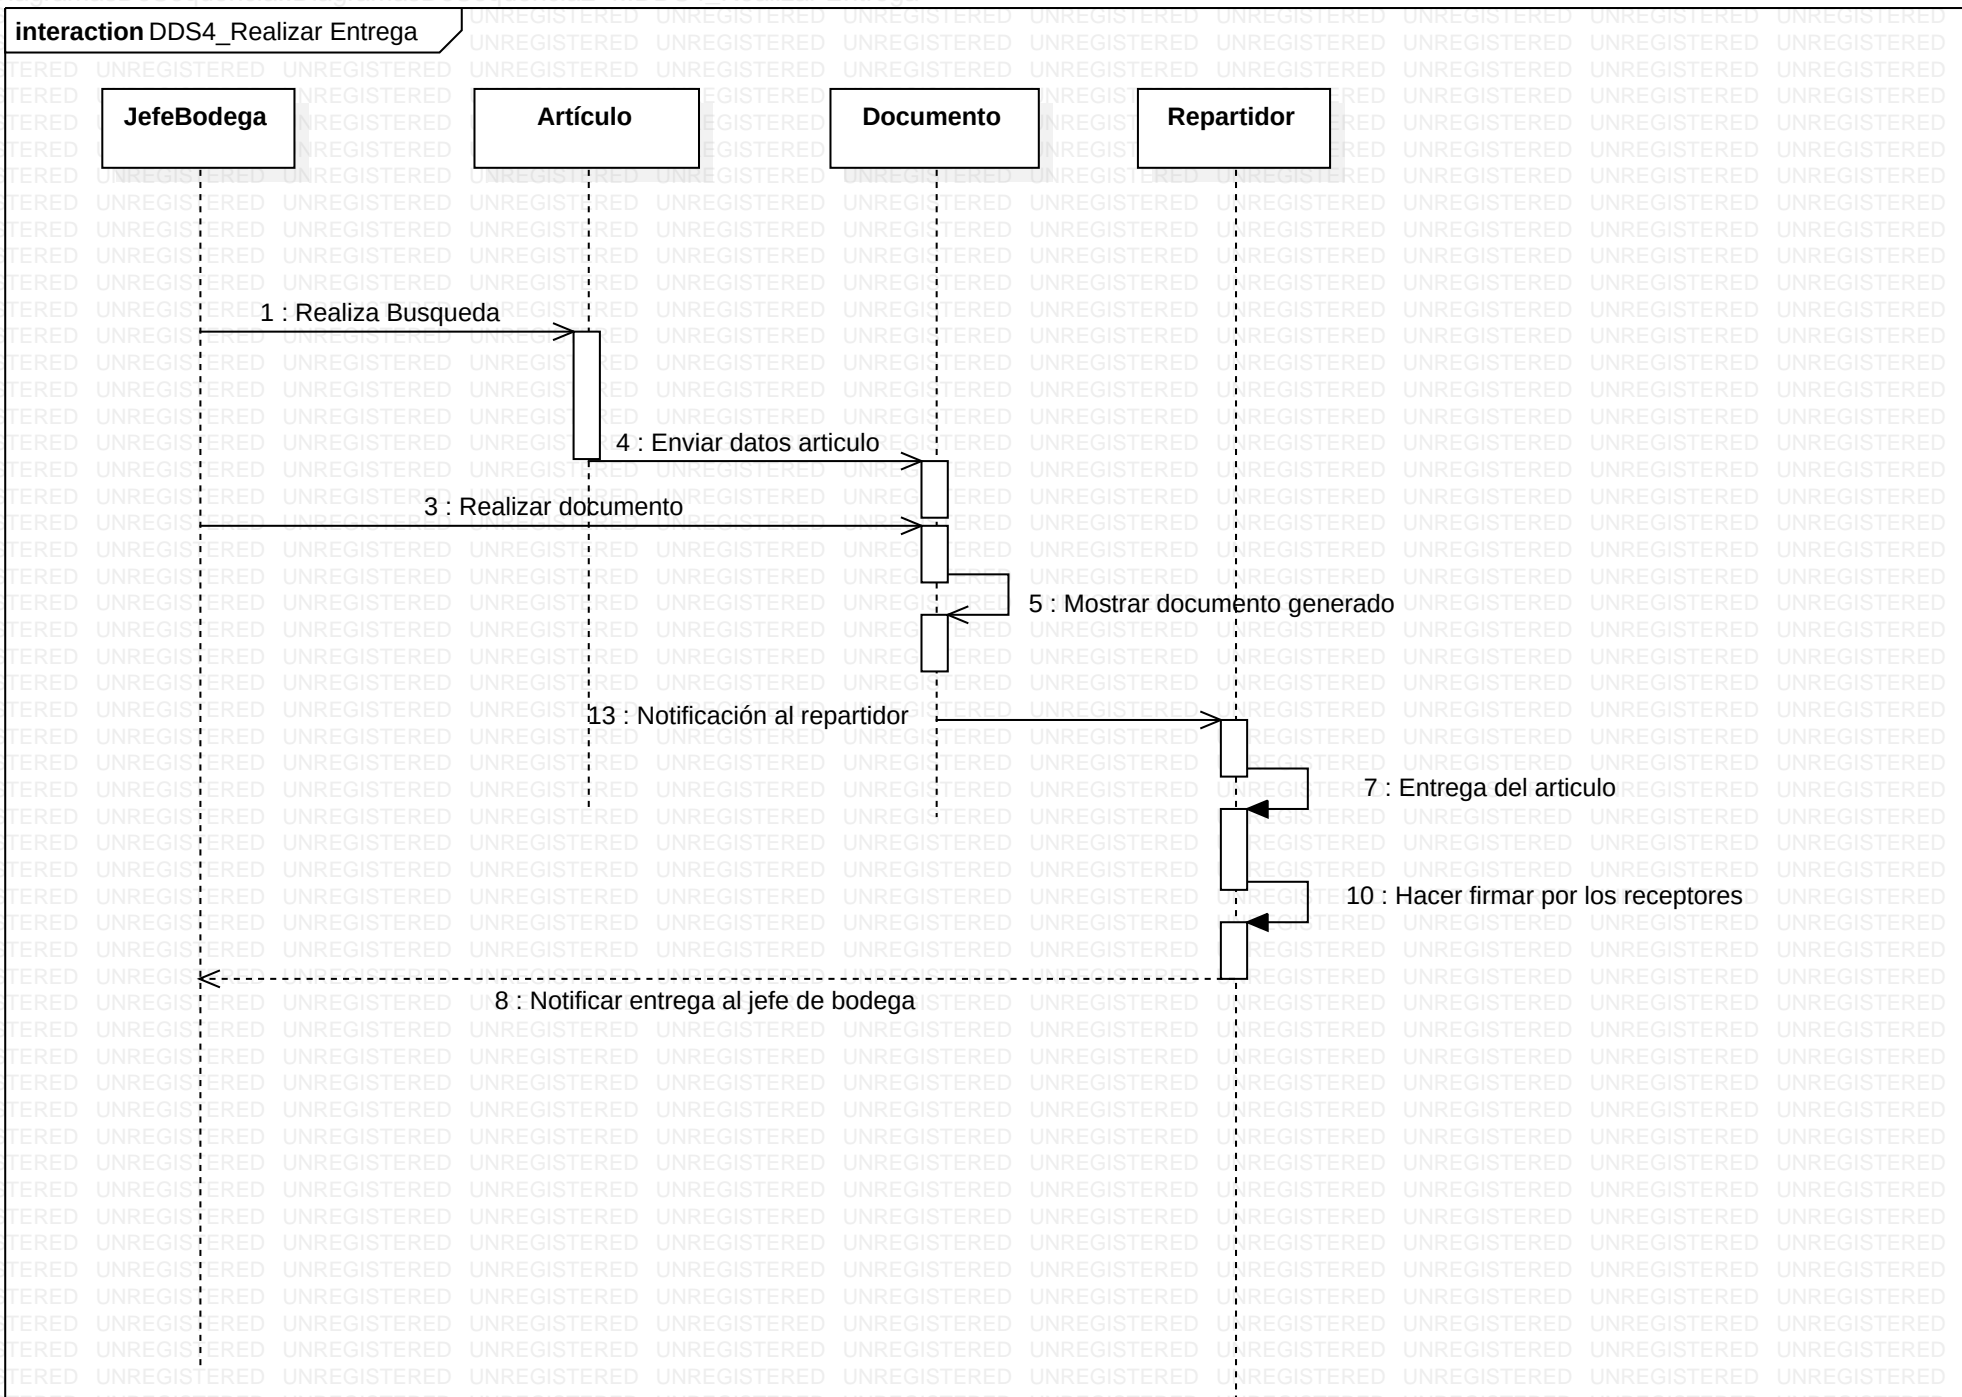 interaction DDS4_Realizar Entrega
JefeBodega
Artículo
Documento
Repartidor
1 : Realiza Busqueda
4 : Enviar datos articulo
3 : Realizar documento
5 : Mostrar documento generado
13 : Notificación al repartidor
7 : Entrega del articulo
10 : Hacer firmar por los receptores
8 : Notificar entrega al jefe de bodega
UNREGISTERED